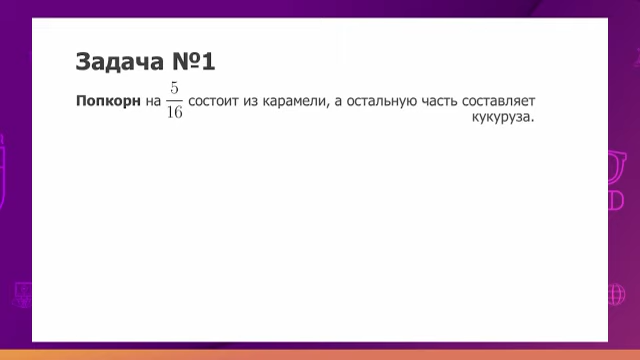 Задача №1
Попкорн на 5/16 состоит из карамели, а остальную часть составляет
кукуруза.